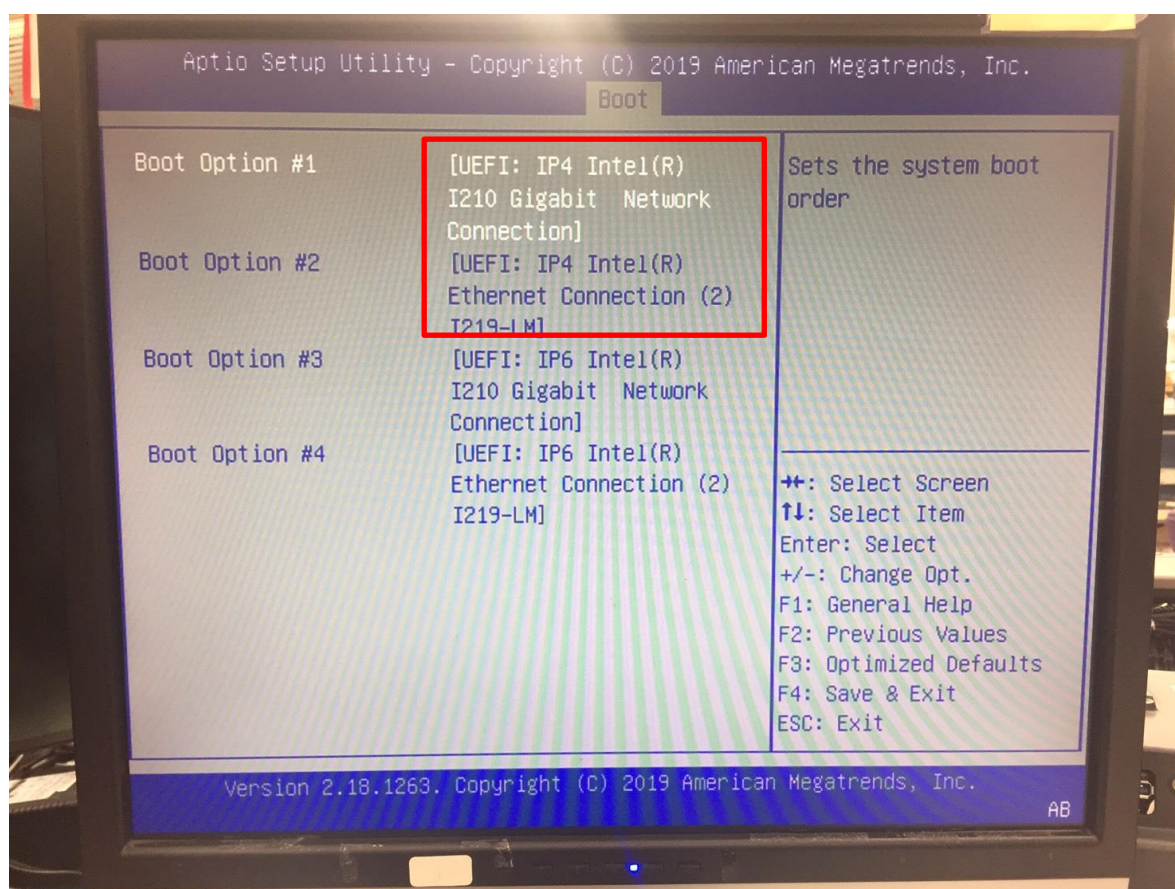 Aptio Setup Utility – Copyright (C) 2019 American Megatrends, Inc.
Boot
Boot Option #1 [UEFI: IP4 Intel(R)
I210 Gigabit Network
Connection]
Boot Option #2 [UEFI: IP4 Intel(R)
Ethernet Connection (2)
I219–LM]
Boot Option #3 [UEFI: IP6 Intel(R)
I210 Gigabit Network
Connection]
Boot Option #4 [UEFI: IP6 Intel(R)
Ethernet Connection (2)
I219–LM]
Sets the system boot
order
→←: Select Screen
↑↓: Select Item
Enter: Select
+/-: Change Opt.
F1: General Help
F2: Previous Values
F3: Optimized Defaults
F4: Save & Exit
ESC: Exit
Version 2.18.1263. Copyright (C) 2019 American Megatrends, Inc.
AB